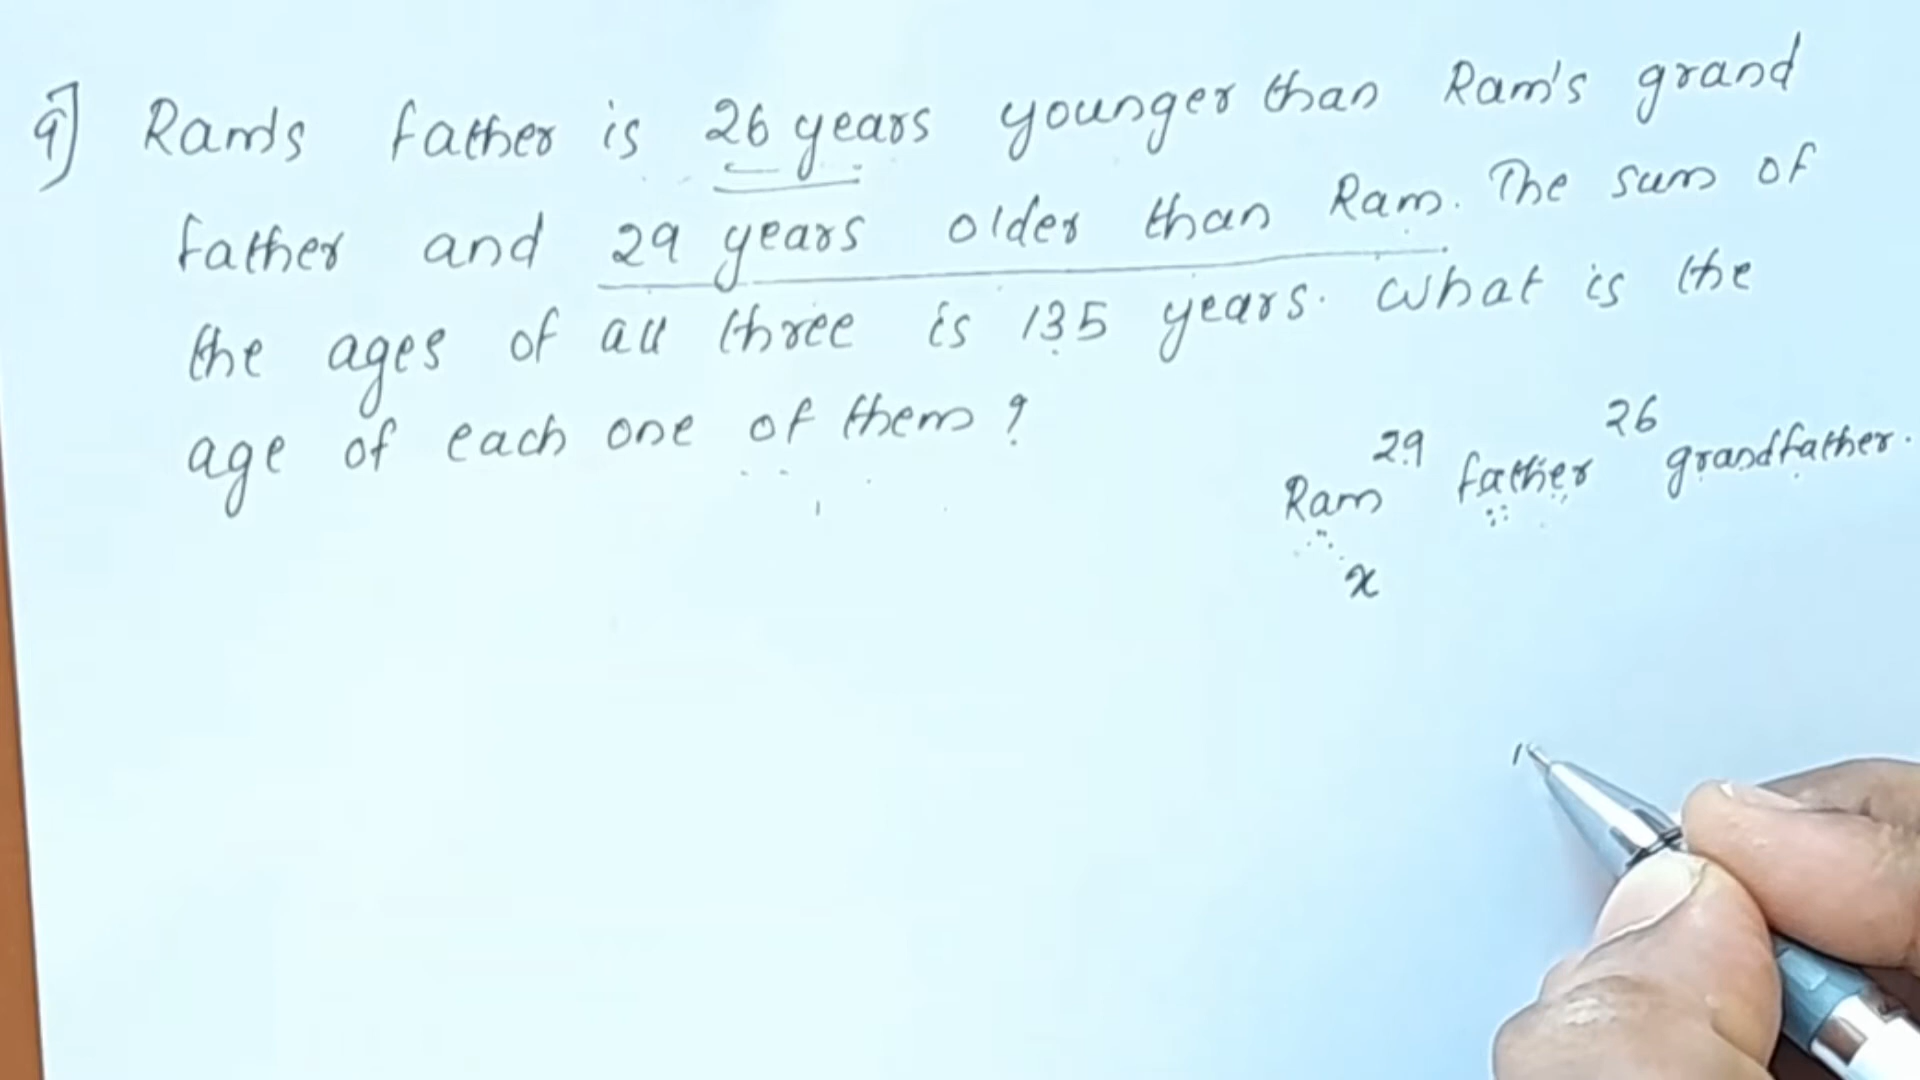 9] Ram's father is 26 years younger than Ram's grand
father and 29 years older than Ram. The sum of
the ages of all three is 135 years. What is the
age of each one of them ?
Ram 29 father 26 grandfather.
x